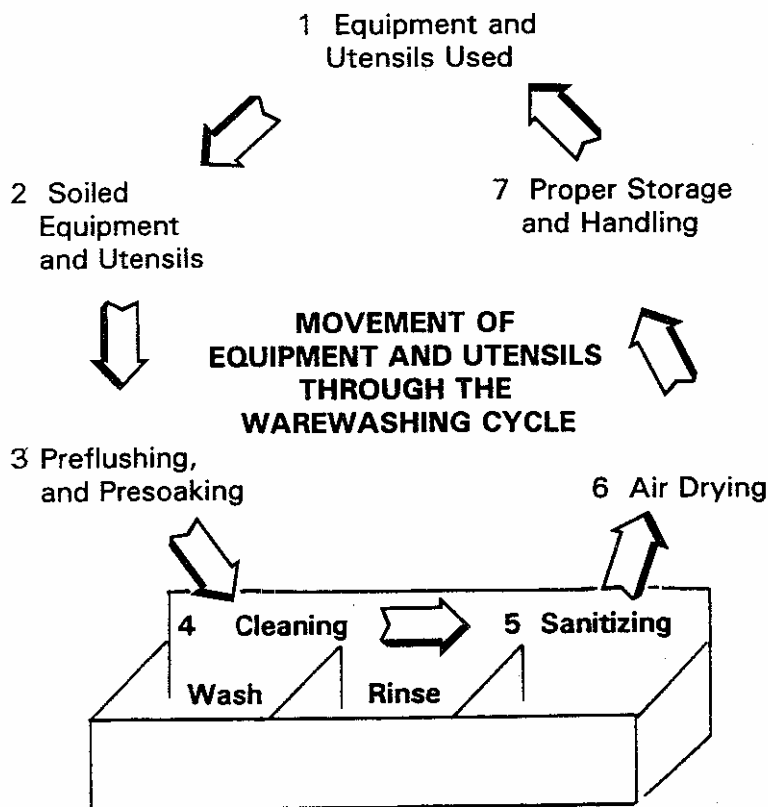 1 Equipment and
Utensils Used
2 Soiled
Equipment
and Utensils
7 Proper Storage
and Handling
MOVEMENT OF
EQUIPMENT AND UTENSILS
THROUGH THE
WAREWASHING CYCLE
3 Preflushing,
and Presoaking
6 Air Drying
4 Cleaning
5 Sanitizing
Wash
Rinse